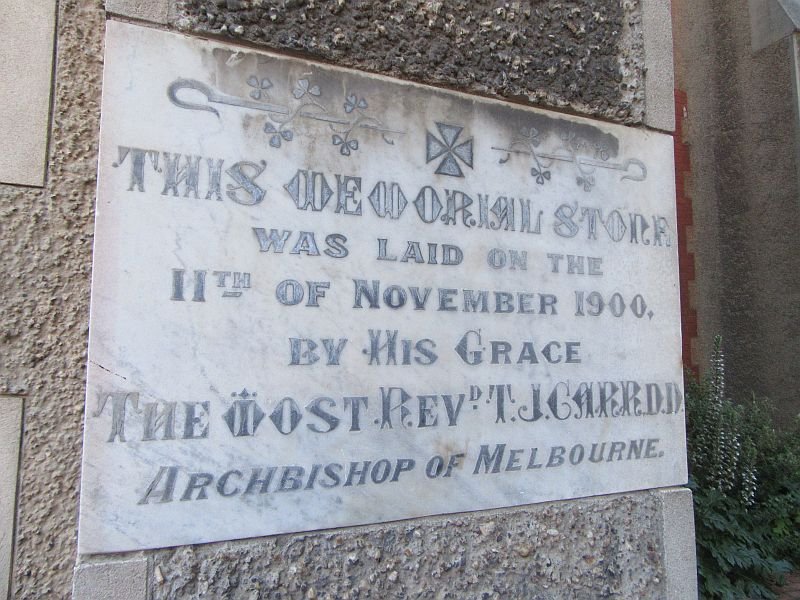 THIS MEMORIAL STONE
WAS LAID ON THE
11TH OF NOVEMBER 1900,
BY HIS GRACE
THE MOST REVD. T.J.CARR.D.D.
ARCHBISHOP OF MELBOURNE.